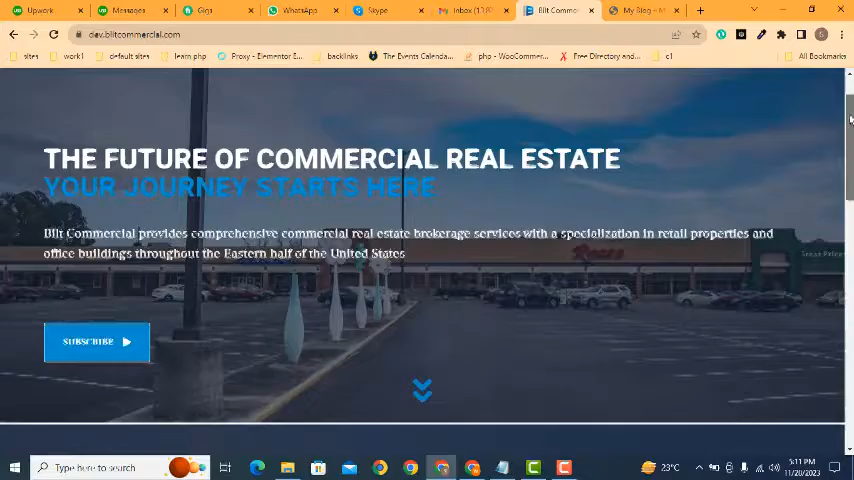 Upwork
Messages
Gigs
WhatsApp
Skype
Inbox
Bilt Comme
My Blog
dev.blitcommercial.com
sites
work1
default sites
learn php
Proxy - Elementor E...
backlinks
The Events Calenda...
php - WooCommer...
Free Directory and...
c1
All Bookmarks
THE FUTURE OF COMMERCIAL REAL ESTATE
YOUR JOURNEY STARTS HERE
Bilt Commercial provides comprehensive commercial real estate brokerage services with a specialization in retail properties and
office buildings throughout the Eastern half of the United States
SUBSCRIBE
Type here to search
23°C
5:11 PM
11/20/2023